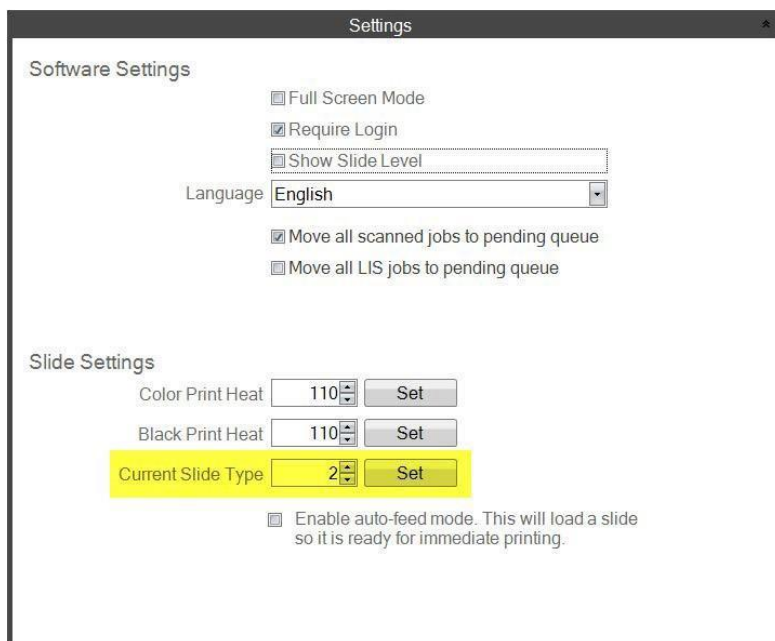 Settings
Software Settings
Full Screen Mode
Require Login
Show Slide Level
Language English
Move all scanned jobs to pending queue
Move all LIS jobs to pending queue
Slide Settings
Color Print Heat 110 Set
Black Print Heat 110 Set
Current Slide Type 2 Set
Enable auto-feed mode. This will load a slide
so it is ready for immediate printing.